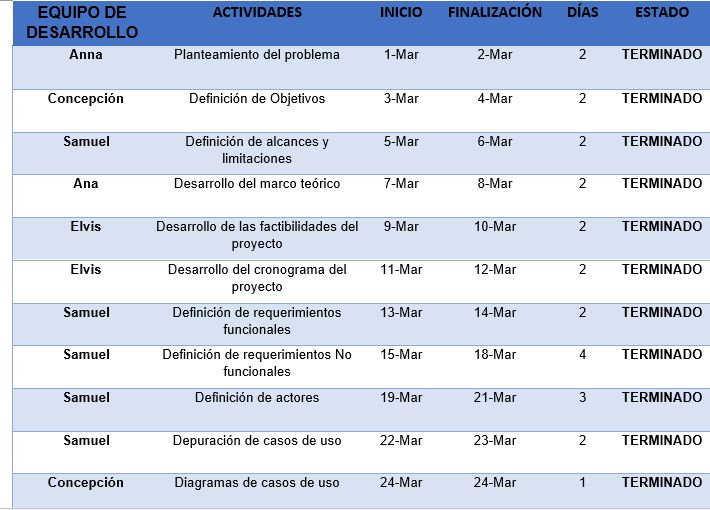 EQUIPO DE DESARROLLO ACTIVIDADES INICIO FINALIZACIÓN DÍAS ESTADO
Anna Planteamiento del problema 1-Mar 2-Mar 2 TERMINADO
Concepción Definición de Objetivos 3-Mar 4-Mar 2 TERMINADO
Samuel Definición de alcances y limitaciones 5-Mar 6-Mar 2 TERMINADO
Ana Desarrollo del marco teórico 7-Mar 8-Mar 2 TERMINADO
Elvis Desarrollo de las factibilidades del proyecto 9-Mar 10-Mar 2 TERMINADO
Elvis Desarrollo del cronograma del proyecto 11-Mar 12-Mar 2 TERMINADO
Samuel Definición de requerimientos funcionales 13-Mar 14-Mar 2 TERMINADO
Samuel Definición de requerimientos No funcionales 15-Mar 18-Mar 4 TERMINADO
Samuel Definición de actores 19-Mar 21-Mar 3 TERMINADO
Samuel Depuración de casos de uso 22-Mar 23-Mar 2 TERMINADO
Concepción Diagramas de casos de uso 24-Mar 24-Mar 1 TERMINADO